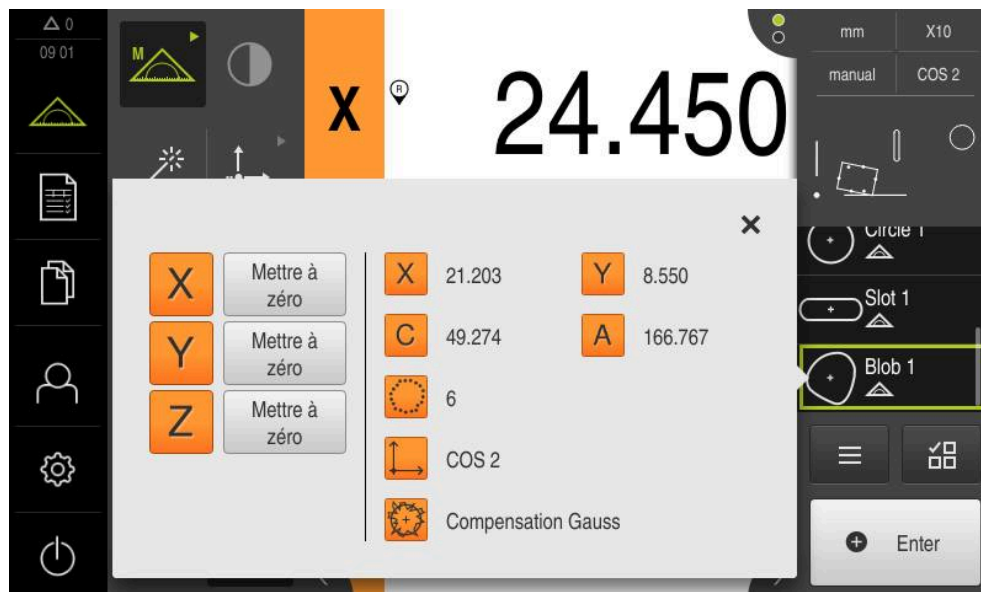 0
09 01
M
X
R
24.450
mm
X10
manual
COS 2
X
Mettre à
zéro
Y
Mettre à
zéro
Z
Mettre à
zéro
X
21.203
Y
8.550
C
49.274
A
166.767
6
COS 2
Compensation Gauss
Circle 1
Slot 1
Blob 1
Enter